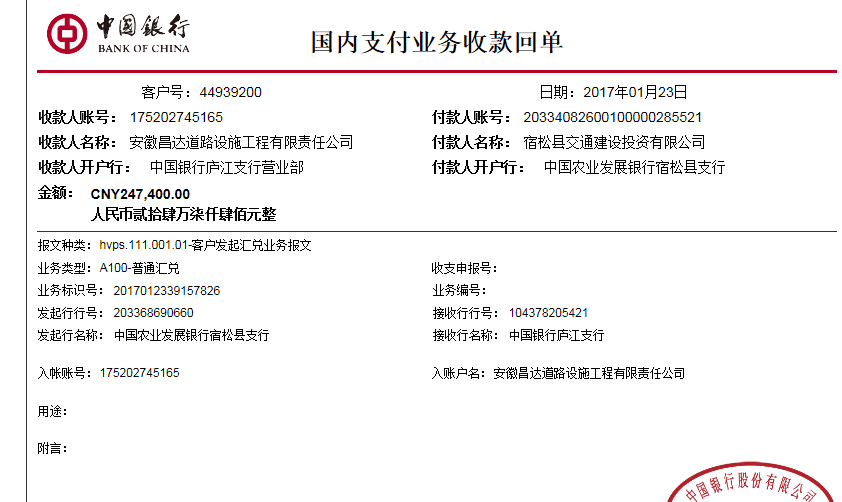 中國銀行
BANK OF CHINA
国内支付业务收款回单
客户号：44939200 日期：2017年01月23日
收款人账号：175202745165 付款人账号：20334082600100000285521
收款人名称：安徽昌达道路设施工程有限责任公司 付款人名称：宿松县交通建设投资有限公司
收款人开户行：中国银行庐江支行营业部 付款人开户行：中国农业发展银行宿松县支行
金额：CNY247,400.00
人民币贰拾肆万柒仟肆佰元整
报文种类：hvps.111.001.01-客户发起汇兑业务报文
业务类型：A100-普通汇兑 收支申报号：
业务标识号：2017012339157826 业务编号：
发起行行号：203368690660 接收行行号：104378205421
发起行名称：中国农业发展银行宿松县支行 接收行名称：中国银行庐江支行
入帐账号：175202745165 入账户名：安徽昌达道路设施工程有限责任公司
用途：
附言：
中国银行股份有限公司